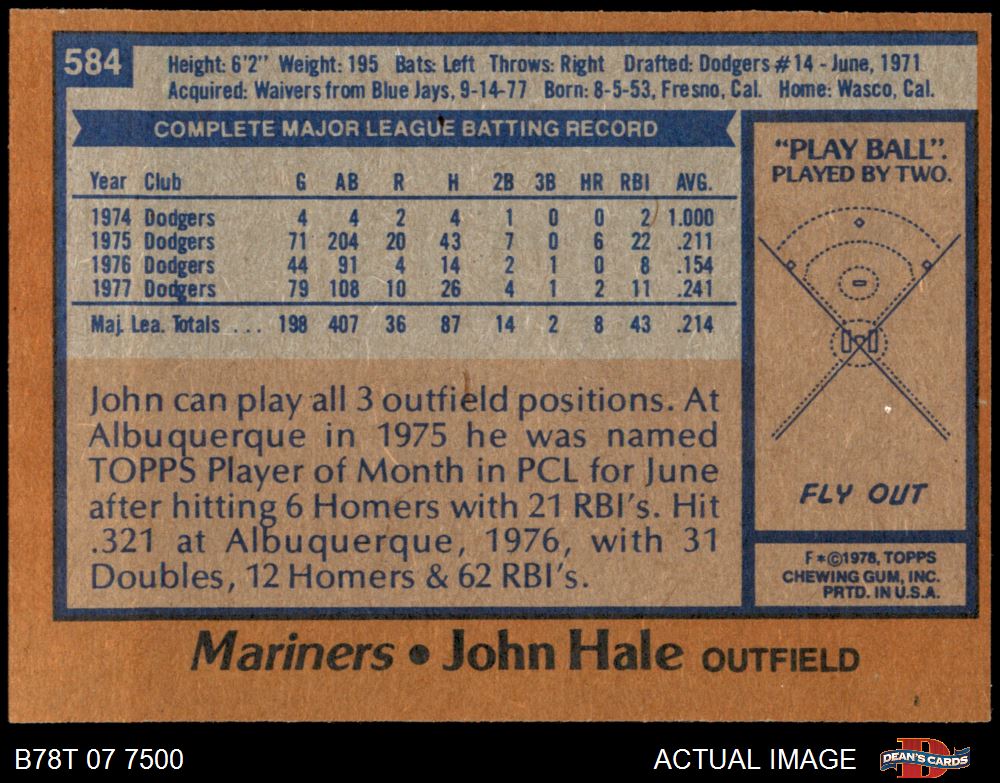 584
Height: 6'2" Weight: 195 Bats: Left Throws: Right Drafted: Dodgers #14 - June, 1971
Acquired: Waivers from Blue Jays, 9-14-77 Born: 8-5-53, Fresno, Cal. Home: Wasco, Cal.
COMPLETE MAJOR LEAGUE BATTING RECORD
Year Club G AB R H 2B 3B HR RBI AVG.
1974 Dodgers 4 4 2 4 1 0 0 2 1.000
1975 Dodgers 71 204 20 43 7 0 6 22 .211
1976 Dodgers 44 91 4 14 2 1 0 8 .154
1977 Dodgers 79 108 10 26 4 1 2 11 .241
Maj. Lea. Totals ... 198 407 36 87 14 2 8 43 .214
John can play all 3 outfield positions. At
Albuquerque in 1975 he was named
TOPPS Player of Month in PCL for June
after hitting 6 Homers with 21 RBI's. Hit
.321 at Albuquerque, 1976, with 31
Doubles, 12 Homers & 62 RBI's.
"PLAY BALL".
PLAYED BY TWO.
FLY OUT
F*©1978, TOPPS
CHEWING GUM, INC.
PRTD. IN U.S.A.
Mariners • John Hale OUTFIELD
B78T 07 7500
ACTUAL IMAGE
DEAN'S CARDS